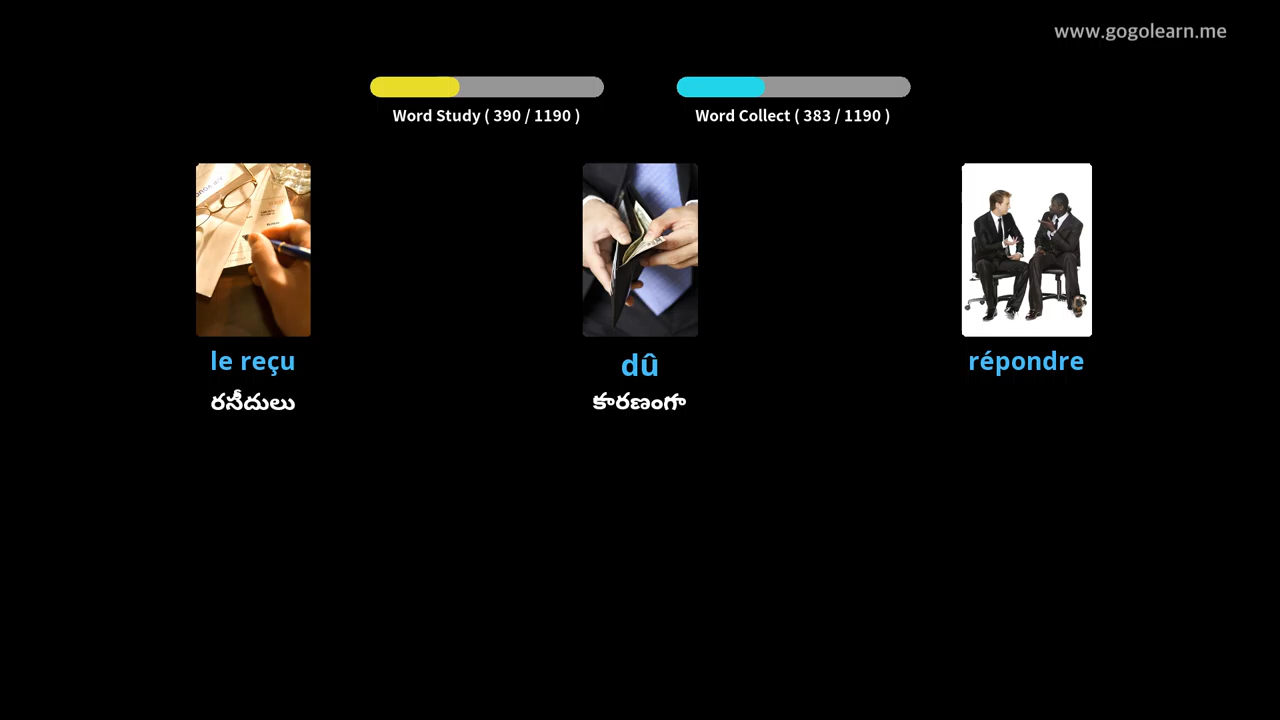 www.gogolearn.me
Word Study ( 390 / 1190 )
Word Collect ( 383 / 1190 )
le reçu
dû
répondre
రసీదులు
కారణంగా